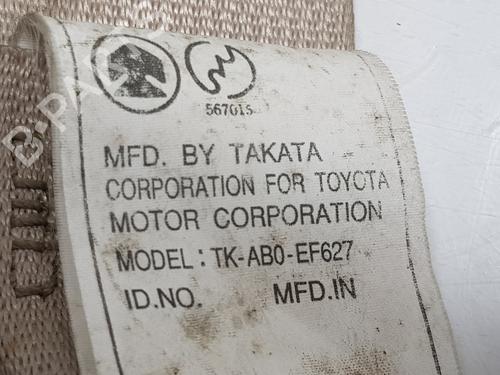 567015
MFD. BY TAKATA
CORPORATION FOR TOYOTA
MOTOR CORPORATION
MODEL: TK-AB0-EF627
ID.NO. MFD.IN